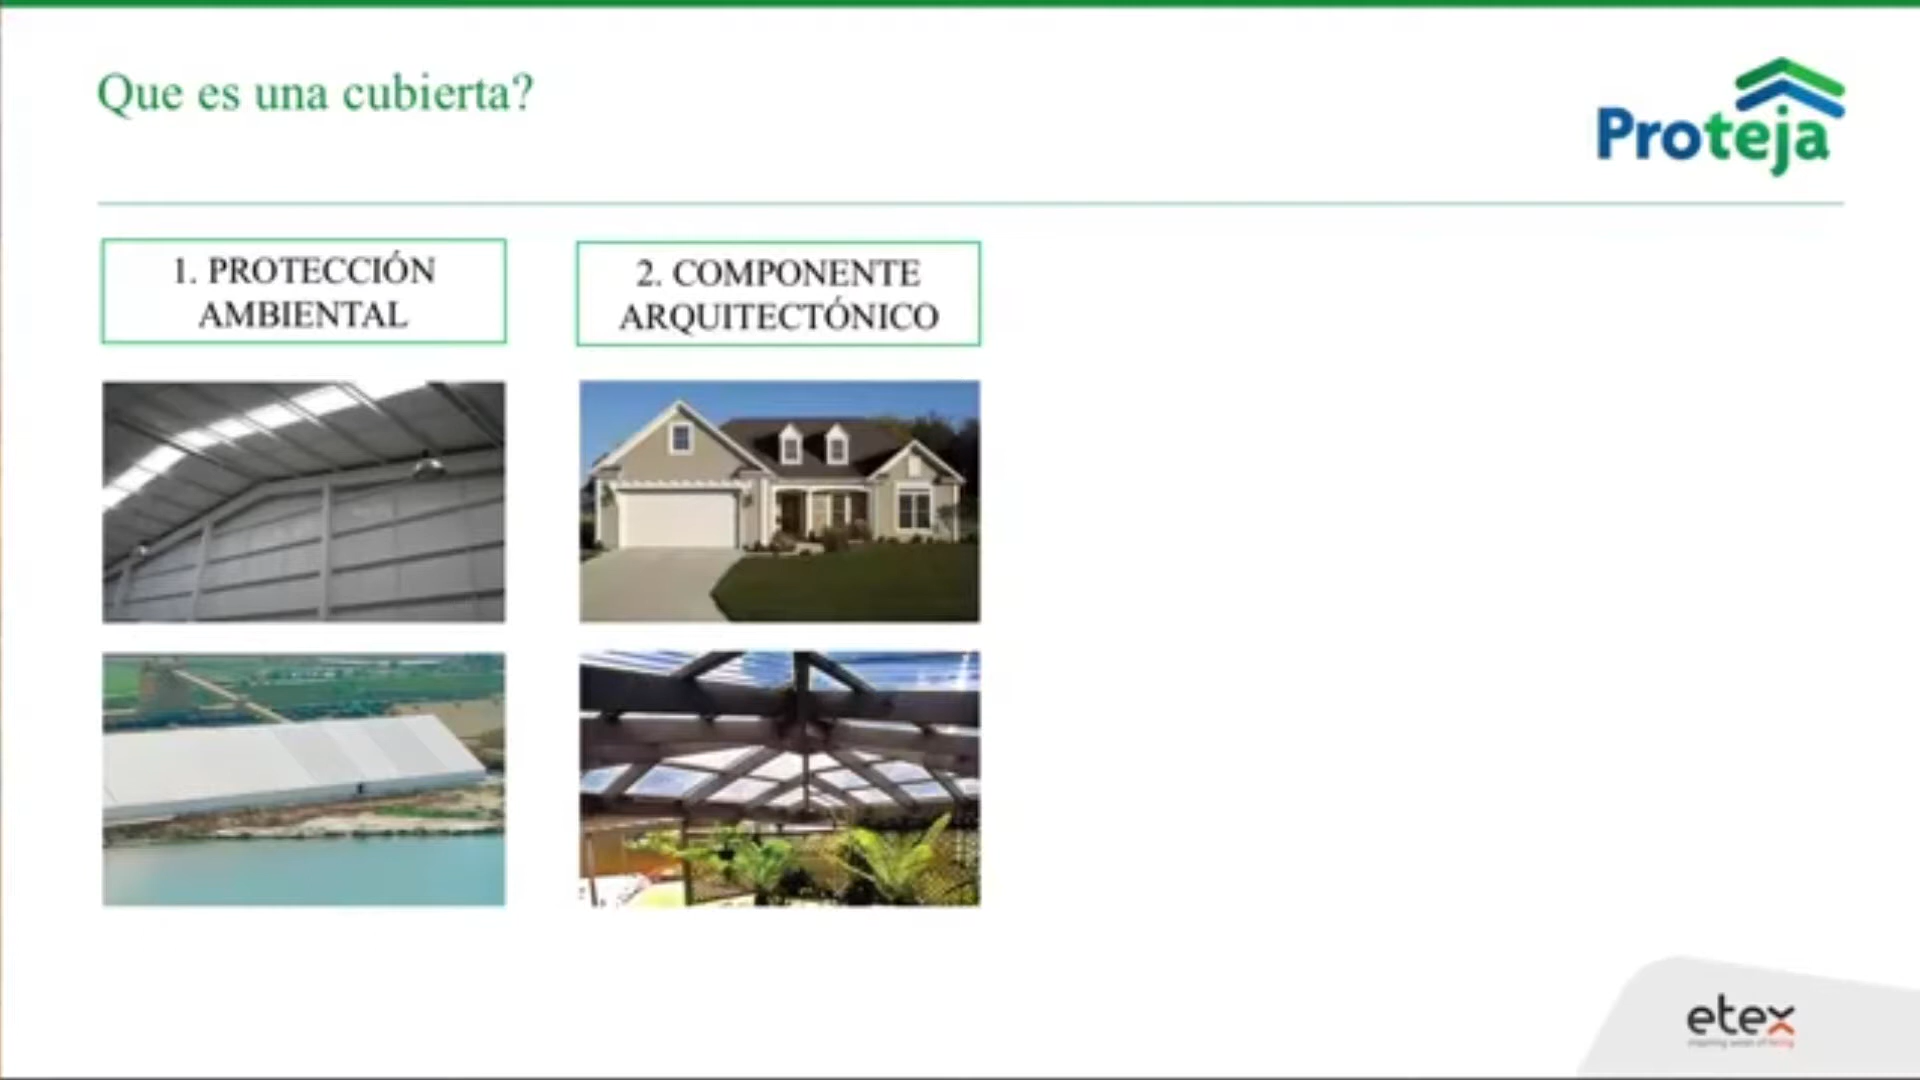 Que es una cubierta?
Proteja
1. PROTECCIÓN
AMBIENTAL
2. COMPONENTE
ARQUITECTÓNICO
etex